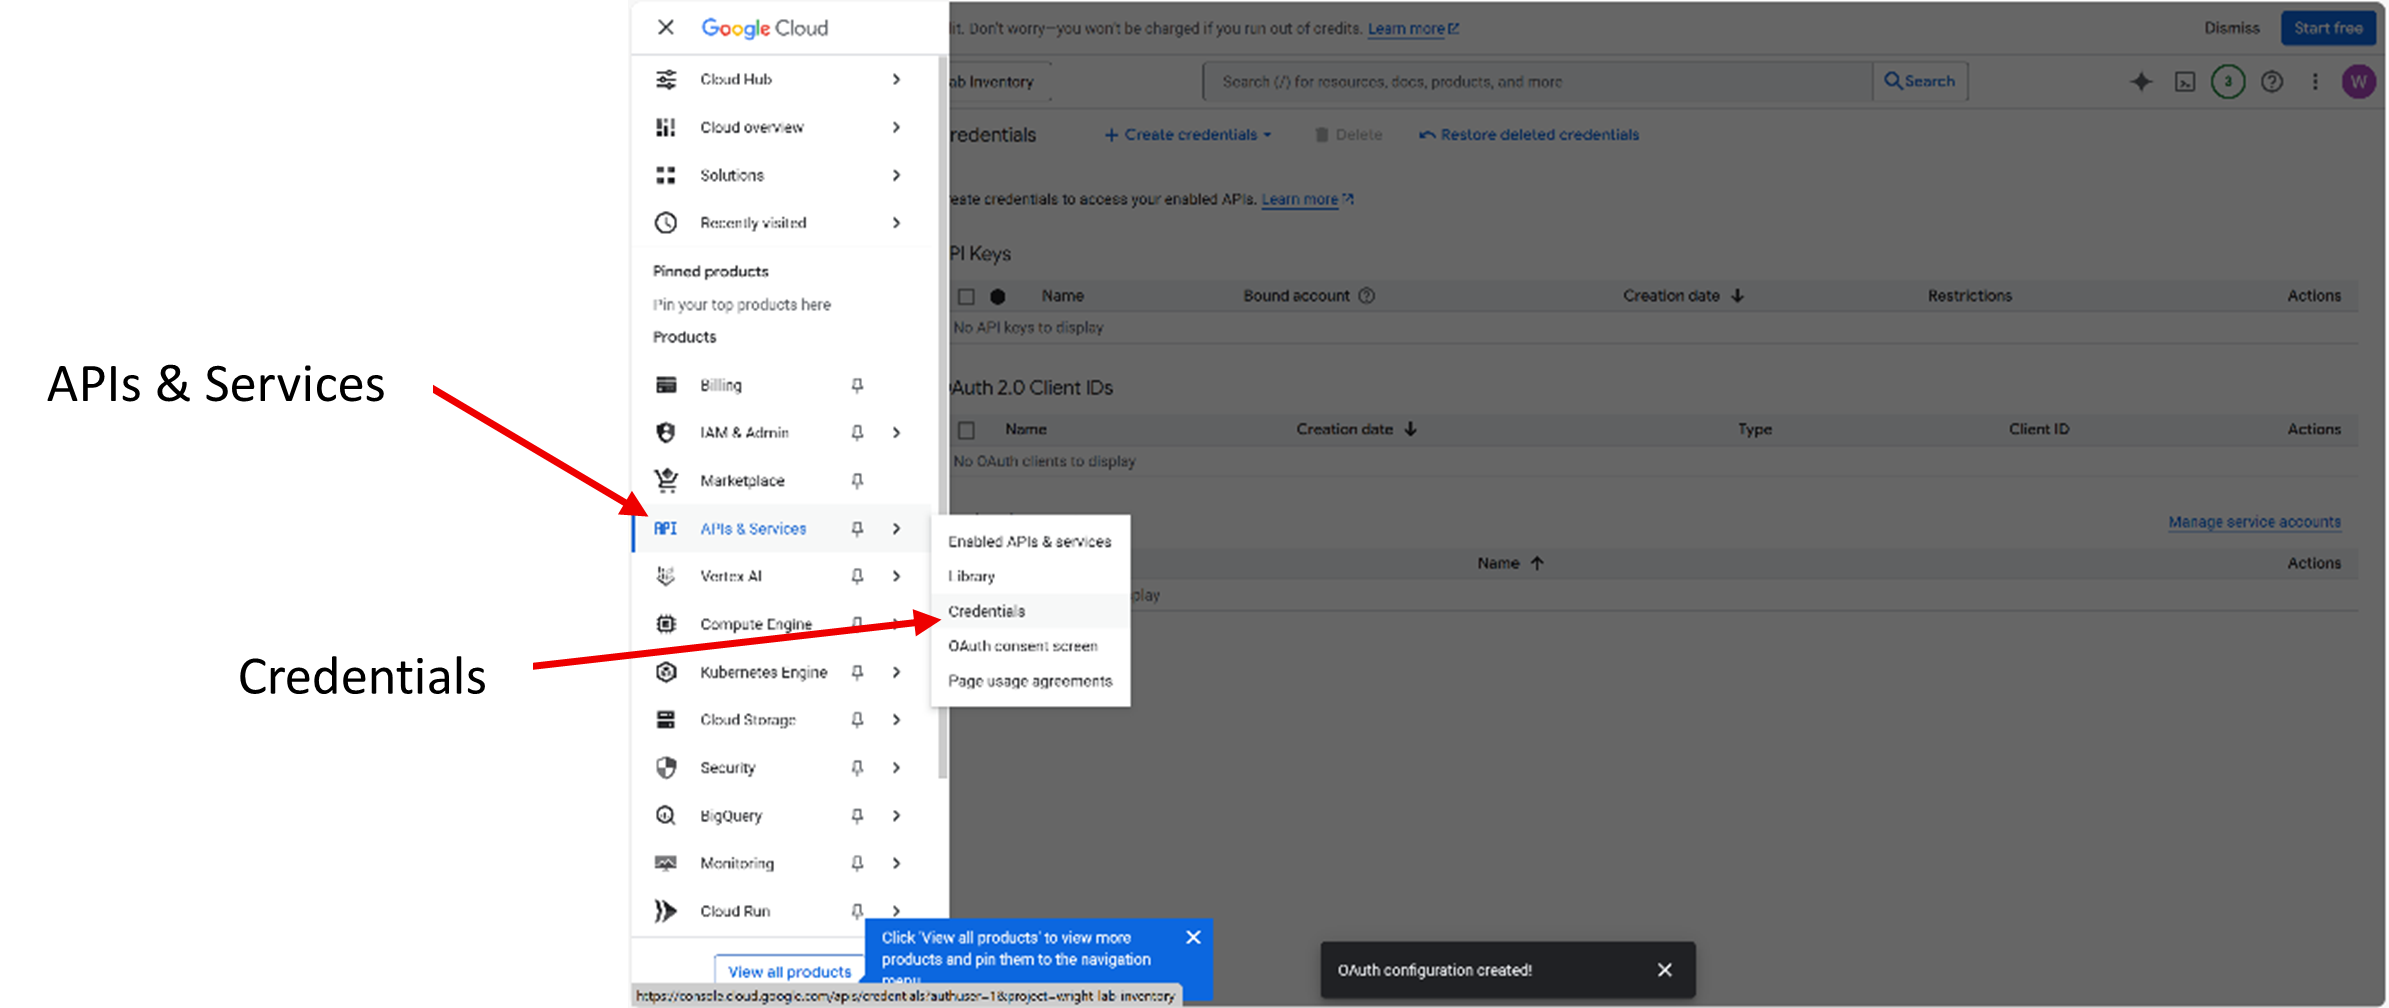 APIs & Services
Credentials
Google Cloud
Cloud Hub
Cloud overview
Solutions
Recently visited
Pinned products
Pin your top products here
Products
Billing
IAM & Admin
Marketplace
API APIs & Services
Vertex AI
Compute Engine
Kubernetes Engine
Cloud Storage
Security
BigQuery
Monitoring
Cloud Run
View all products
Enabled APIs & services
Library
Credentials
OAuth consent screen
Page usage agreements
Click 'View all products' to view more
products and pin them to the navigation
menu
https://console.cloud.google.com/apis/credentials?authuser=1&project=wright-lab-inventory
it. Don't worry—you won't be charged if you run out of credits. Learn more
Dismiss
Start free
ab Inventory
Search (/) for resources, docs, products, and more
Search
3
W
redentials
+ Create credentials
Delete
Restore deleted credentials
eate credentials to access your enabled APIs. Learn more
PI Keys
Name Bound account Creation date Restrictions Actions
No API keys to display
Auth 2.0 Client IDs
Name Creation date Type Client ID Actions
No OAuth clients to display
Manage service accounts
Name Actions
play
OAuth configuration created!